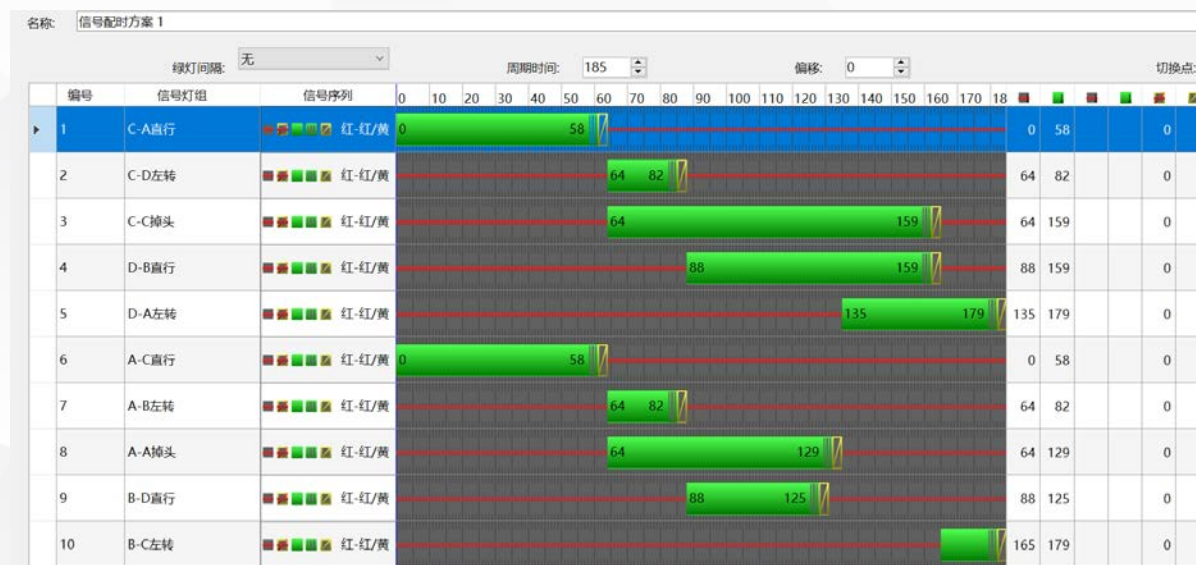 名称: 信号配时方案 1
绿灯间隔: 无 周期时间: 185 偏移: 0 切换点:
编号 信号灯组 信号序列 0 10 20 30 40 50 60 70 80 90 100 110 120 130 140 150 160 170 18
1 C-A直行 红-红/黄 0 58 0 58 0
2 C-D左转 红-红/黄 64 82 64 82 0
3 C-C掉头 红-红/黄 64 159 64 159 0
4 D-B直行 红-红/黄 88 159 88 159 0
5 D-A左转 红-红/黄 135 179 135 179 0
6 A-C直行 红-红/黄 0 58 0 58 0
7 A-B左转 红-红/黄 64 82 64 82 0
8 A-A掉头 红-红/黄 64 129 64 129 0
9 B-D直行 红-红/黄 88 125 88 125 0
10 B-C左转 红-红/黄 165 179 0